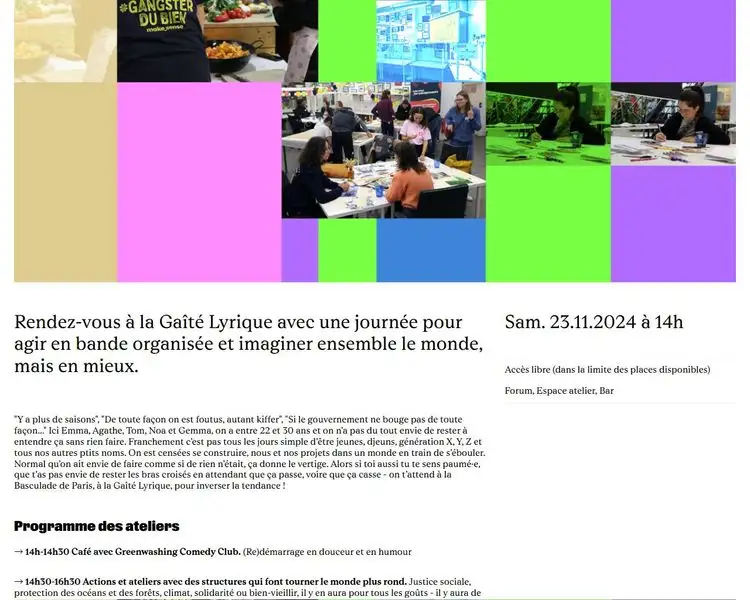 #GANGSTER
DU BIEN
make_sense
Rendez-vous à la Gaîté Lyrique avec une journée pour
agir en bande organisée et imaginer ensemble le monde,
mais en mieux.
Sam. 23.11.2024 à 14h
Accès libre (dans la limite des places disponibles)
Forum, Espace atelier, Bar
"Y a plus de saisons", "De toute façon on est foutus, autant kiffer", "Si le gouvernement ne bouge pas de toute
façon..." Ici Emma, Agathe, Tom, Noa et Gemma, on a entre 22 et 30 ans et on n'a pas du tout envie de rester à
entendre ça sans rien faire. Franchement c'est pas tous les jours simple d'être jeunes, djeuns, génération X, Y, Z et
tous nos autres ptits noms. On est censées se construire, nous et nos projets dans un monde en train de s'ébouler.
Normal qu'on ait envie de faire comme si de rien n'était, ça donne le vertige. Alors si toi aussi tu te sens paumé·e,
que t'as pas envie de rester les bras croisés en attendant que ça passe, voire que ça casse - on t'attend à la
Basculade de Paris, à la Gaîté Lyrique, pour inverser la tendance !
Programme des ateliers
→ 14h-14h30 Café avec Greenwashing Comedy Club. (Re)démarrage en douceur et en humour
→ 14h30-16h30 Actions et ateliers avec des structures qui font tourner le monde plus rond. Justice sociale,
protection des océans et des forêts, climat, solidarité ou bien-vieillir, il y en aura pour tous les goûts - il y aura de